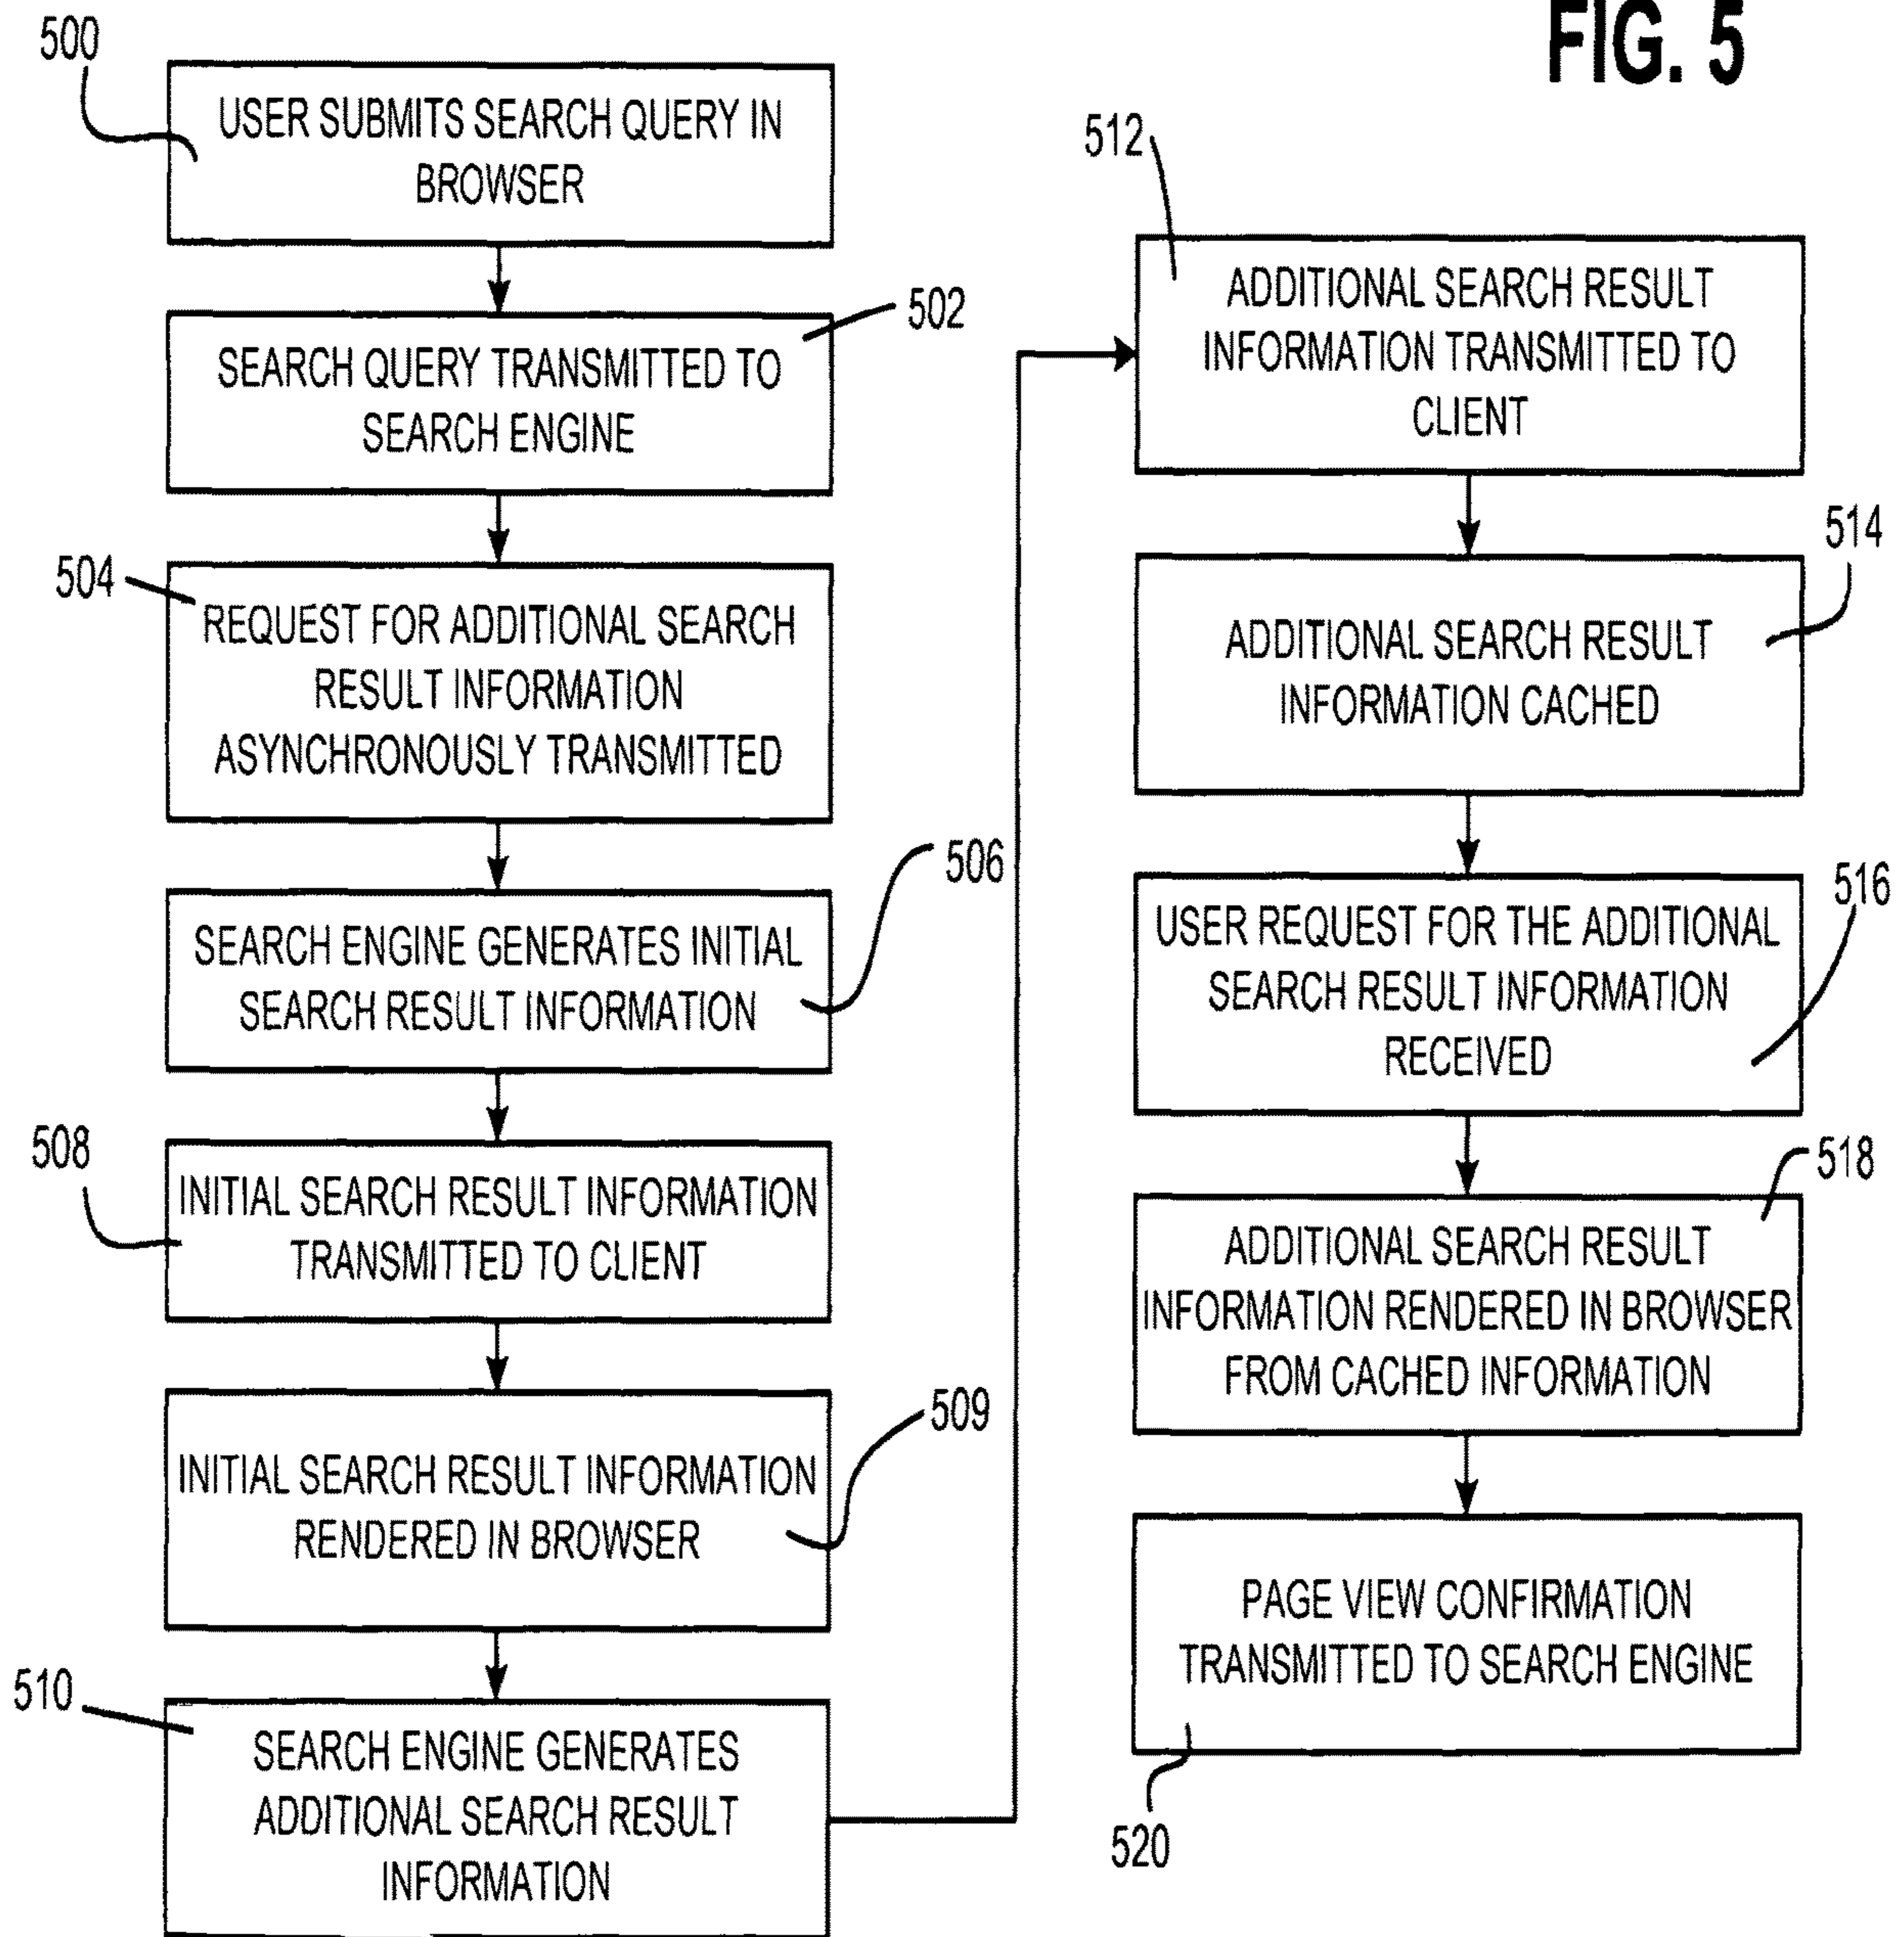 FIG. 5
500
USER SUBMITS SEARCH QUERY IN
BROWSER
502
SEARCH QUERY TRANSMITTED TO
SEARCH ENGINE
504
REQUEST FOR ADDITIONAL SEARCH
RESULT INFORMATION
ASYNCHRONOUSLY TRANSMITTED
506
SEARCH ENGINE GENERATES INITIAL
SEARCH RESULT INFORMATION
508
INITIAL SEARCH RESULT INFORMATION
TRANSMITTED TO CLIENT
509
INITIAL SEARCH RESULT INFORMATION
RENDERED IN BROWSER
510
SEARCH ENGINE GENERATES
ADDITIONAL SEARCH RESULT
INFORMATION
512
ADDITIONAL SEARCH RESULT
INFORMATION TRANSMITTED TO
CLIENT
514
ADDITIONAL SEARCH RESULT
INFORMATION CACHED
516
USER REQUEST FOR THE ADDITIONAL
SEARCH RESULT INFORMATION
RECEIVED
518
ADDITIONAL SEARCH RESULT
INFORMATION RENDERED IN BROWSER
FROM CACHED INFORMATION
PAGE VIEW CONFIRMATION
TRANSMITTED TO SEARCH ENGINE
520